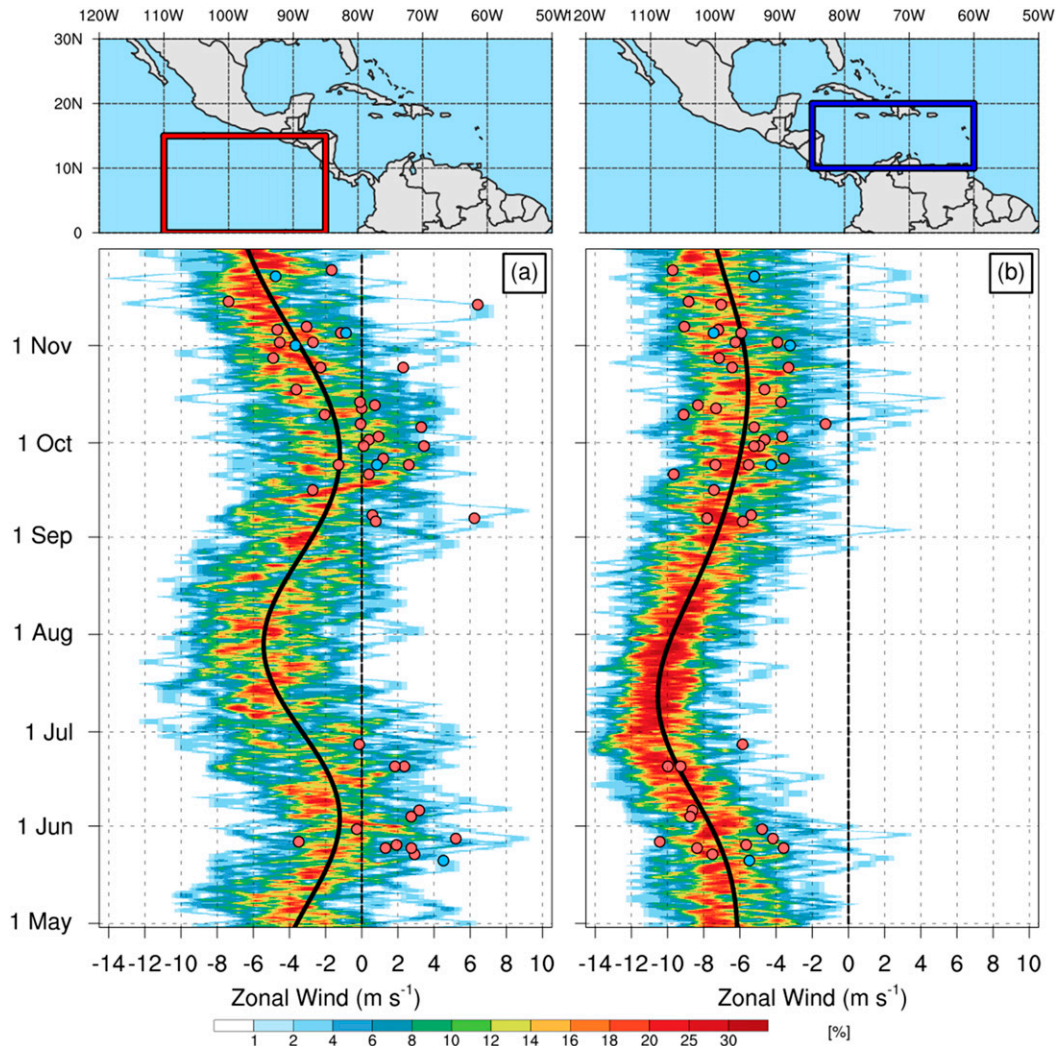 120W 110W 100W 90W 80W 70W 60W 50W 120W 110W 100W 90W 80W 70W 60W 50W
30N
20N
10N
0
(a) (b)
1 Nov
1 Oct
1 Sep
1 Aug
1 Jul
1 Jun
1 May
-14 -12 -10 -8 -6 -4 -2 0 2 4 6 8 10 -14 -12 -10 -8 -6 -4 -2 0 2 4 6 8 10
Zonal Wind (m s⁻¹) Zonal Wind (m s⁻¹)
1 2 4 6 8 10 12 14 16 18 20 25 30 [%]